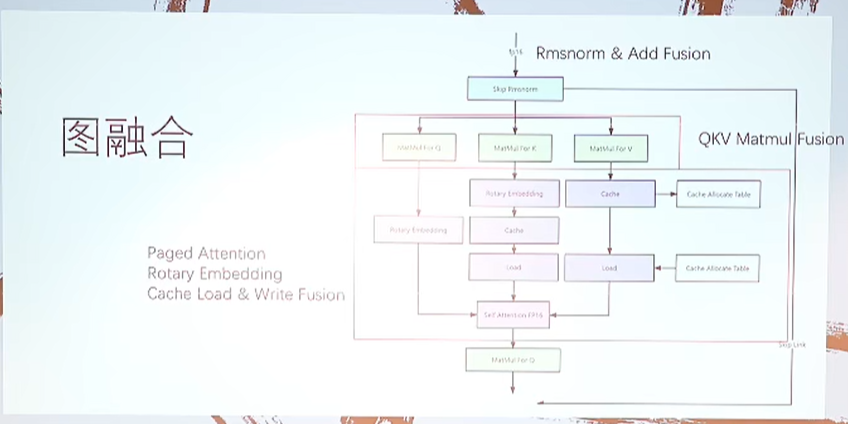 Rmsnorm & Add Fusion
Skip Rmsnorm
图融合
QKV Matmul Fusion
MatMul For Q
MatMul For K
MatMul For V
Rotary Embedding
Cache
Cache Allocate Table
Rotary Embedding
Cache
Paged Attention
Rotary Embedding
Cache Load & Write Fusion
Load
Load
Cache Allocate Table
Self Attention FP16
Skip Link
MatMul For O